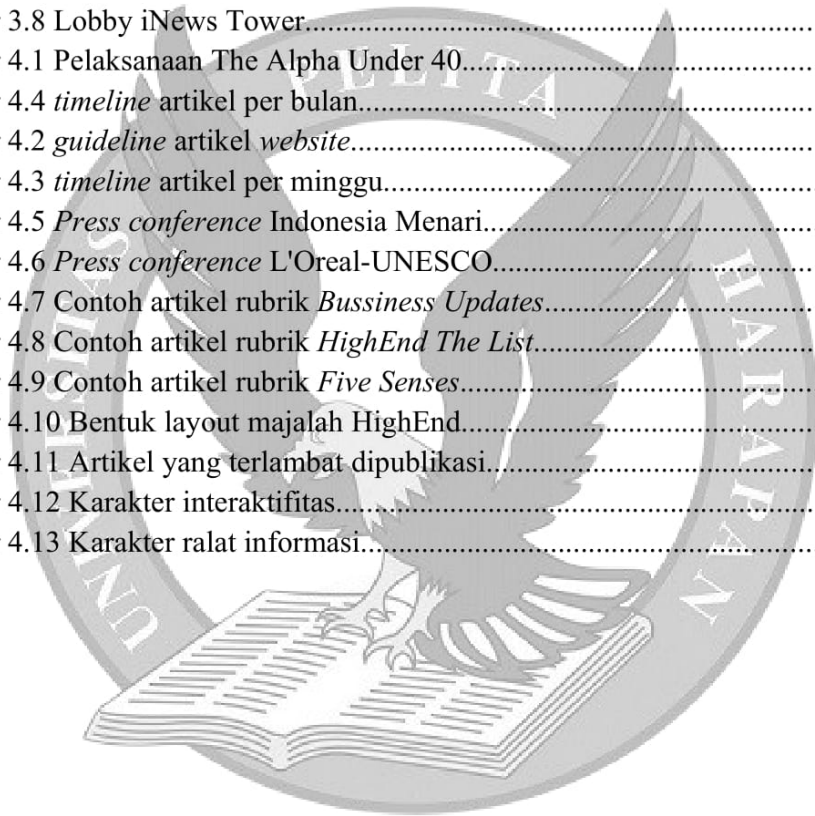 3.8 Lobby iNews Tower........................................................................
4.1 Pelaksanaan The Alpha Under 40..................................................
4.4 timeline artikel per bulan.................................................................
4.2 guideline artikel website..................................................................
4.3 timeline artikel per minggu.............................................................
4.5 Press conference Indonesia Menari...............................................
4.6 Press conference L'Oreal-UNESCO..............................................
4.7 Contoh artikel rubrik Bussiness Updates.......................................
4.8 Contoh artikel rubrik HighEnd The List........................................
4.9 Contoh artikel rubrik Five Senses..................................................
4.10 Bentuk layout majalah HighEnd..................................................
4.11 Artikel yang terlambat dipublikasi...............................................
4.12 Karakter interaktifitas...................................................................
4.13 Karakter ralat informasi................................................................
UNIVERSITAS PELITA HARAPAN